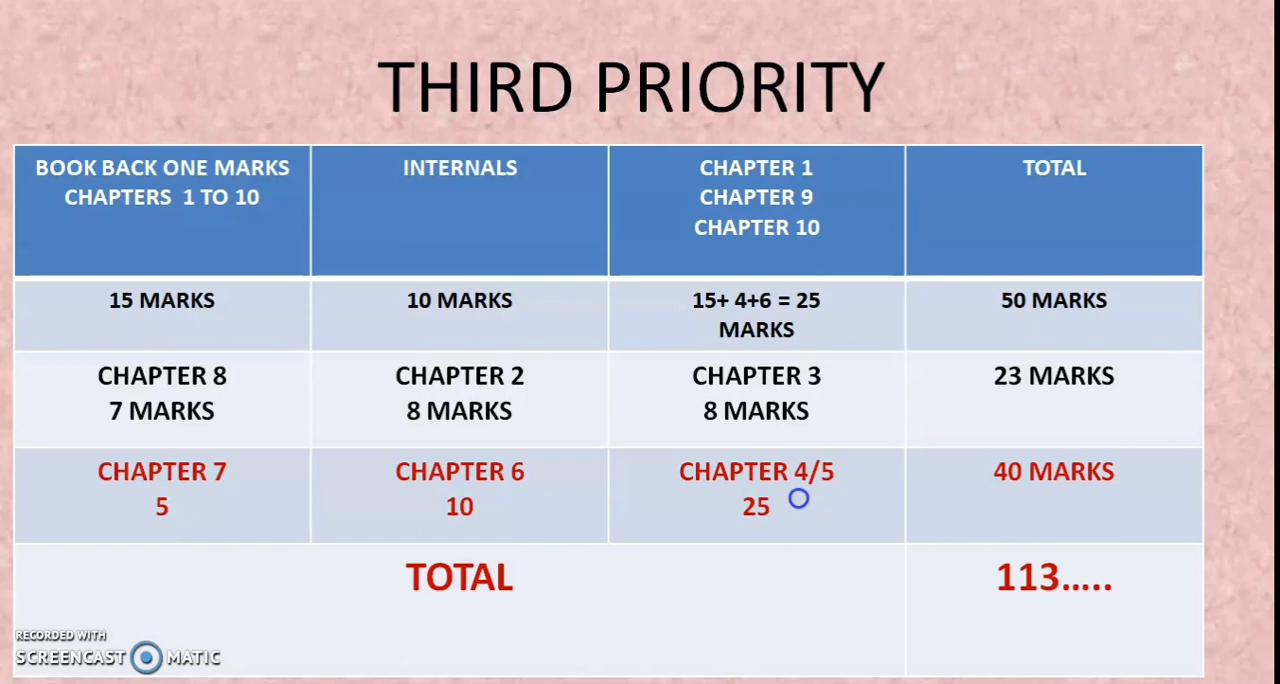 THIRD PRIORITY
BOOK BACK ONE MARKS
CHAPTERS 1 TO 10
INTERNALS
CHAPTER 1
CHAPTER 9
CHAPTER 10
TOTAL
15 MARKS
10 MARKS
15+ 4+6 = 25
MARKS
50 MARKS
CHAPTER 8
7 MARKS
CHAPTER 2
8 MARKS
CHAPTER 3
8 MARKS
23 MARKS
CHAPTER 7
5
CHAPTER 6
10
CHAPTER 4/5
25
40 MARKS
TOTAL
113.....
RECORDED WITH
SCREENCAST MATIC